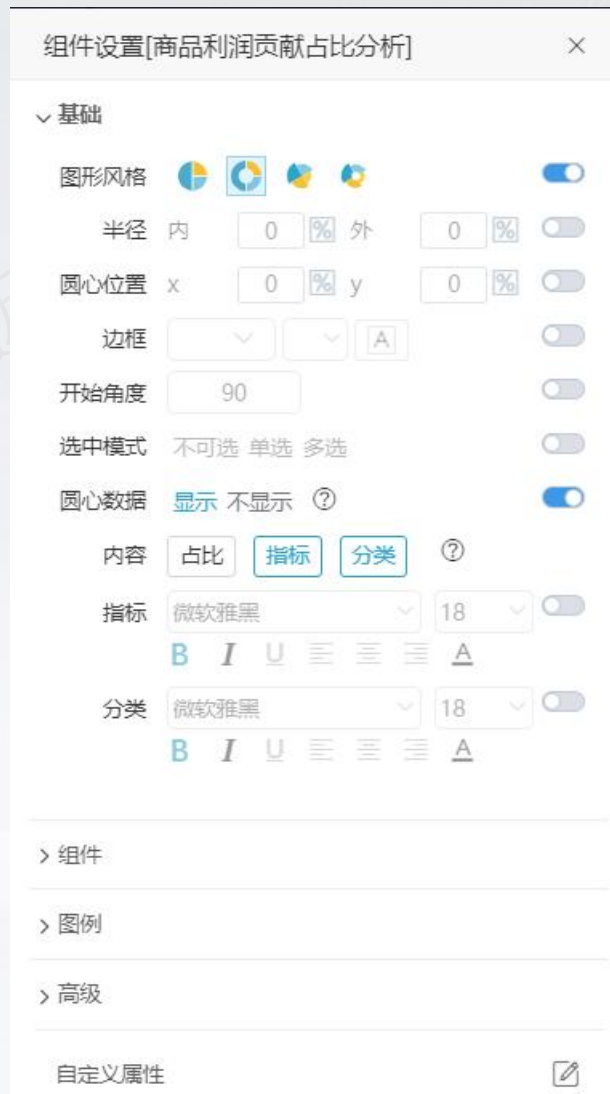 组件设置[商品利润贡献占比分析]
基础
图形风格
半径 内 0 % 外 0 %
圆心位置 x 0 % y 0 %
边框 A
开始角度 90
选中模式 不可选 单选 多选
圆心数据 显示 不显示 ?
内容 占比 指标 分类 ?
指标 微软雅黑 18
B I U A
分类 微软雅黑 18
B I U A
组件
图例
高级
自定义属性